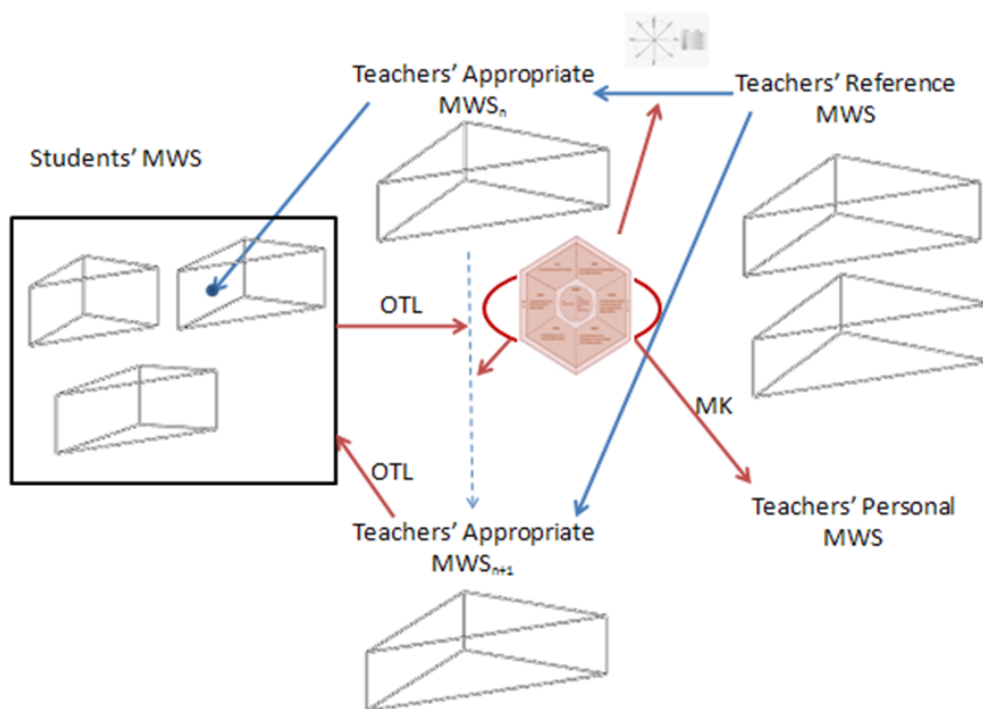 Teachers' Appropriate
MWSn
Teachers' Reference
MWS
Students' MWS
OTL
MK
OTL
Teachers' Personal
MWS
Teachers' Appropriate
MWSn+1